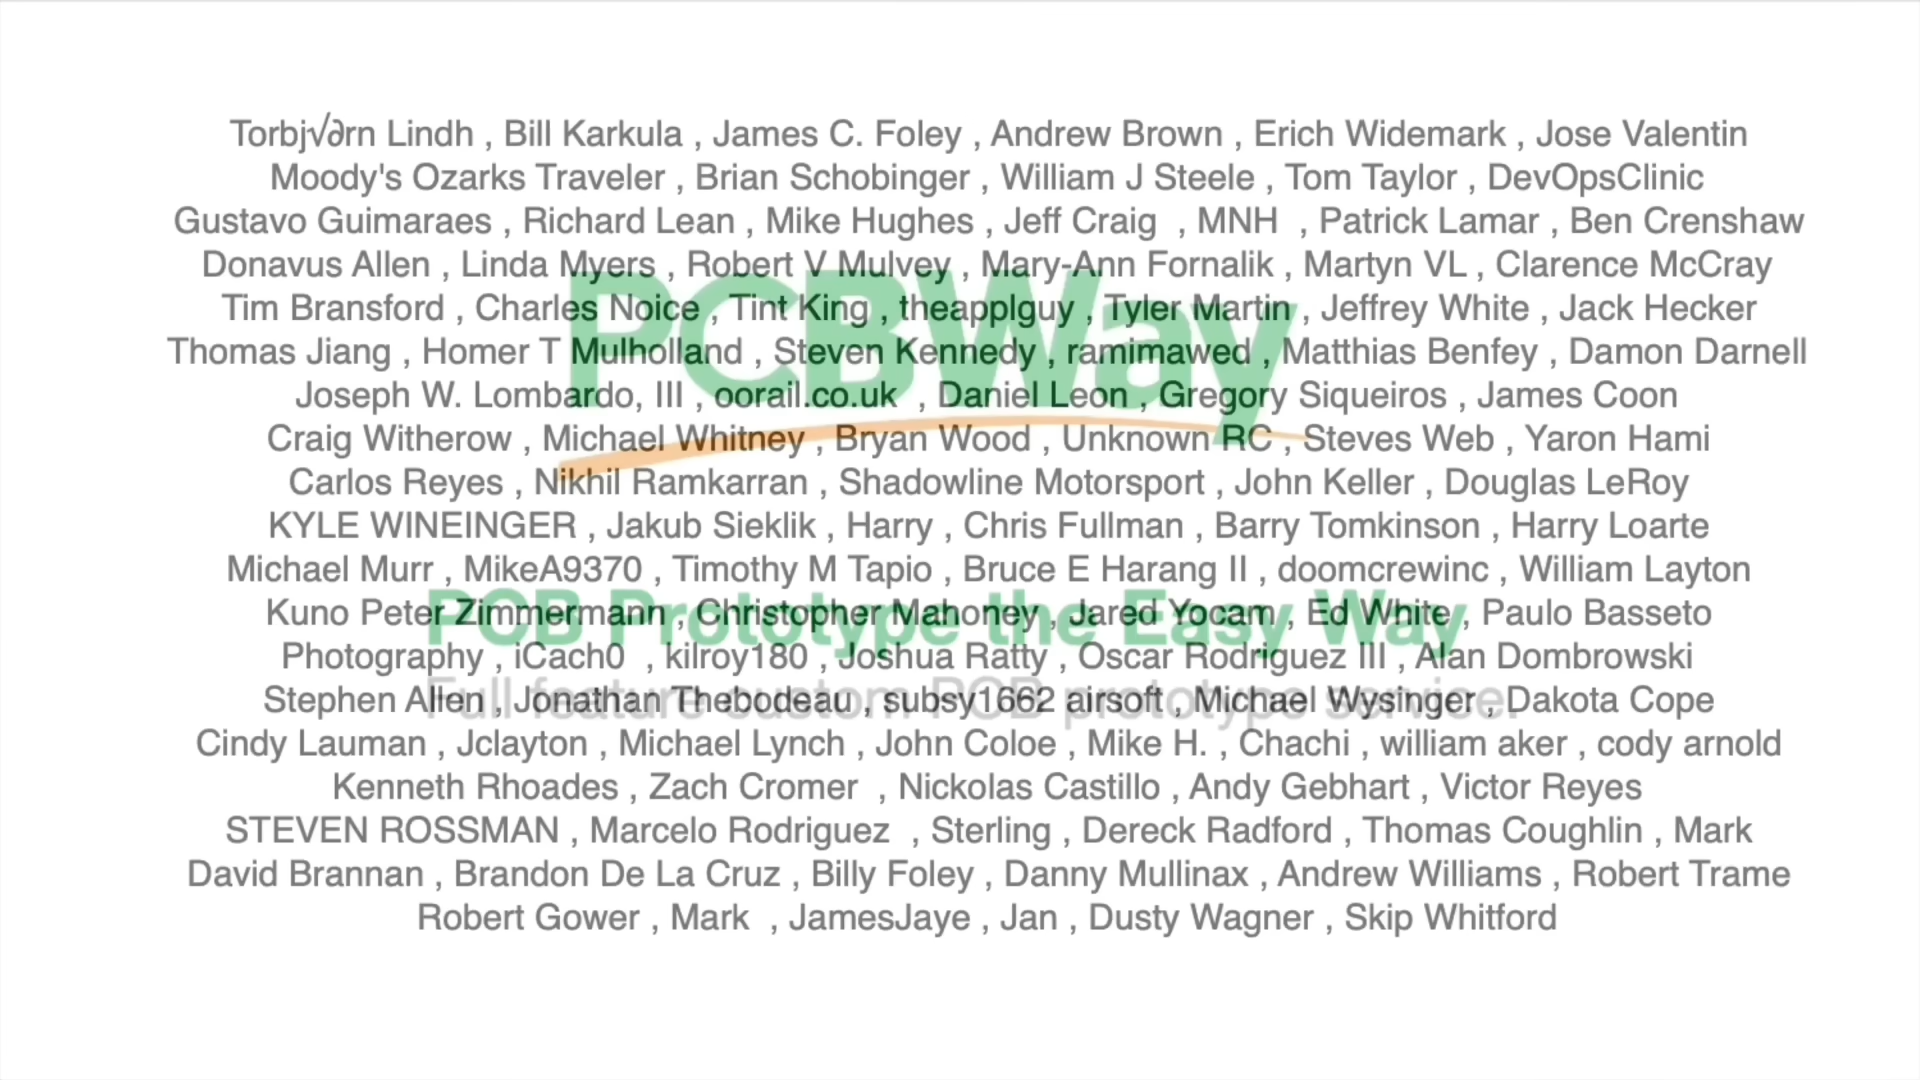 Torbj√∂rn Lindh , Bill Karkula , James C. Foley , Andrew Brown , Erich Widemark , Jose Valentin
Moody's Ozarks Traveler , Brian Schobinger , William J Steele , Tom Taylor , DevOpsClinic
Gustavo Guimaraes , Richard Lean , Mike Hughes , Jeff Craig  , MNH  , Patrick Lamar , Ben Crenshaw
Donavus Allen , Linda Myers , Robert V Mulvey , Mary-Ann Fornalik , Martyn VL , Clarence McCray
PCBWay
Tim Bransford , Charles Noice , Tint King , theapplguy , Tyler Martin , Jeffrey White , Jack Hecker
Thomas Jiang , Homer T Mulholland , Steven Kennedy , ramimawed , Matthias Benfey , Damon Darnell
Joseph W. Lombardo, III , oorail.co.uk  , Daniel Leon , Gregory Siqueiros , James Coon
Craig Witherow , Michael Whitney , Bryan Wood , Unknown RC , Steves Web , Yaron Hami
Carlos Reyes , Nikhil Ramkarran , Shadowline Motorsport , John Keller , Douglas LeRoy
KYLE WINEINGER , Jakub Sieklik , Harry , Chris Fullman , Barry Tomkinson , Harry Loarte
Michael Murr , MikeA9370 , Timothy M Tapio , Bruce E Harang II , doomcrewinc , William Layton
Kuno Peter Zimmermann , Christopher Mahoney , Jared Yocam , Ed White , Paulo Basseto
PCB Prototype the Easy Way
Photography , iCach0  , kilroy180 , Joshua Ratty , Oscar Rodriguez III , Alan Dombrowski
Stephen Allen , Jonathan Thebodeau , subsy1662 airsoft , Michael Wysinger , Dakota Cope
Full feature custom PCB prototype service.
Cindy Lauman , Jclayton , Michael Lynch , John Coloe , Mike H. , Chachi , william aker , cody arnold
Kenneth Rhoades , Zach Cromer  , Nickolas Castillo , Andy Gebhart , Victor Reyes
STEVEN ROSSMAN , Marcelo Rodriguez  , Sterling , Dereck Radford , Thomas Coughlin , Mark
David Brannan , Brandon De La Cruz , Billy Foley , Danny Mullinax , Andrew Williams , Robert Trame
Robert Gower , Mark  , JamesJaye , Jan , Dusty Wagner , Skip Whitford